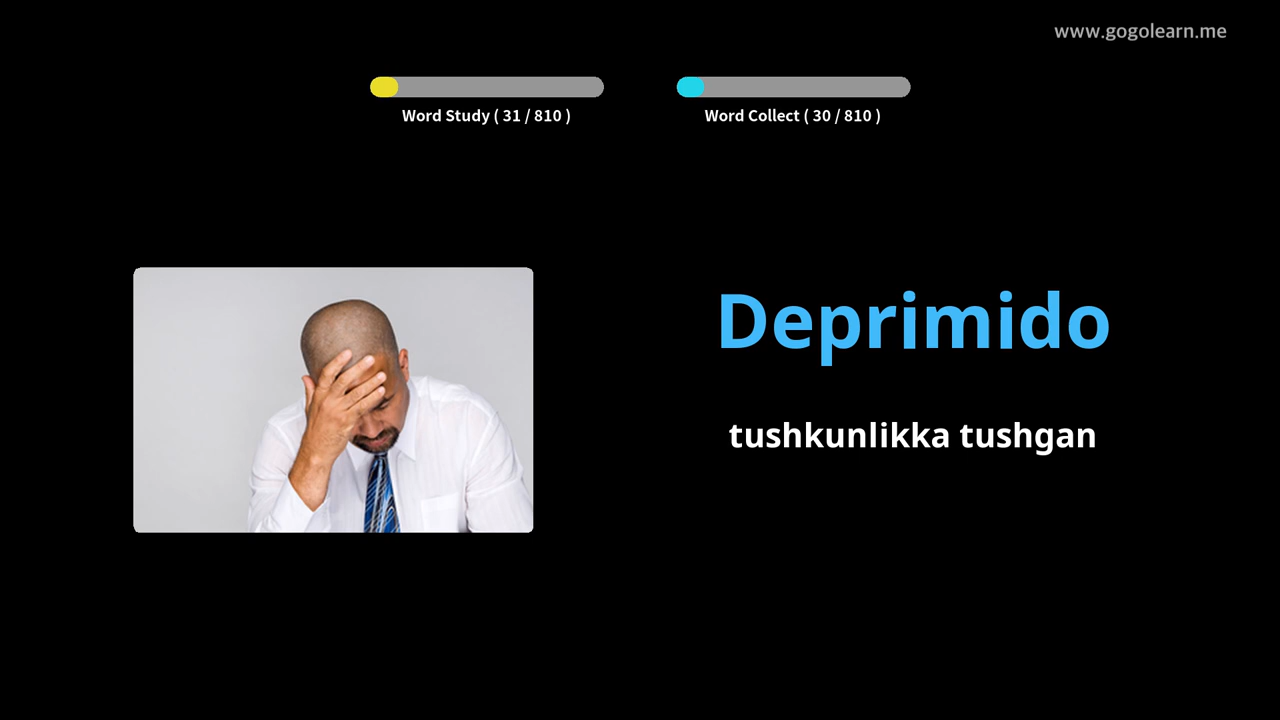 www.gogolearn.me
Word Study ( 31 / 810 )
Word Collect ( 30 / 810 )
Deprimido
tushkunlikka tushgan